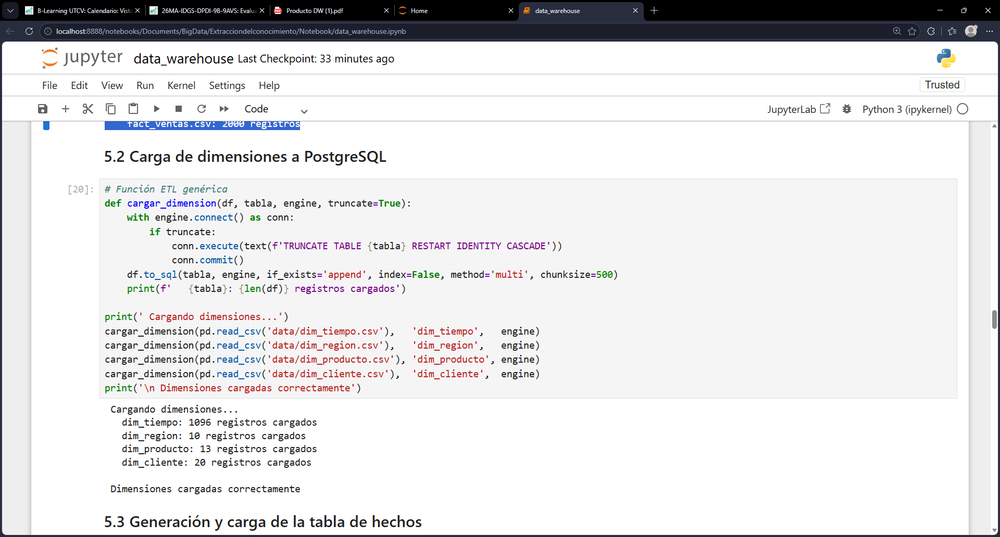 B-Learning UTCV: Calendario: Vista
26MA-IDGS-DPDI-9B-9AVS: Evalua
Producto DW (1).pdf
Home
data_warehouse
localhost:8888/notebooks/Documents/BigData/Extracciondelconocimiento/Notebook/data_warehouse.ipynb
jupyter data_warehouse Last Checkpoint: 33 minutes ago
File Edit View Run Kernel Settings Help
Trusted
Code
JupyterLab
Python 3 (ipykernel)
fact_ventas.csv: 2000 registros
5.2 Carga de dimensiones a PostgreSQL
[20]:
# Función ETL genérica
def cargar_dimension(df, tabla, engine, truncate=True):
    with engine.connect() as conn:
        if truncate:
            conn.execute(text(f'TRUNCATE TABLE {tabla} RESTART IDENTITY CASCADE'))
            conn.commit()
    df.to_sql(tabla, engine, if_exists='append', index=False, method='multi', chunksize=500)
    print(f'   {tabla}: {len(df)} registros cargados')
print(' Cargando dimensiones...')
cargar_dimension(pd.read_csv('data/dim_tiempo.csv'),   'dim_tiempo',   engine)
cargar_dimension(pd.read_csv('data/dim_region.csv'),   'dim_region',   engine)
cargar_dimension(pd.read_csv('data/dim_producto.csv'), 'dim_producto', engine)
cargar_dimension(pd.read_csv('data/dim_cliente.csv'),  'dim_cliente',  engine)
print('\n Dimensiones cargadas correctamente')
Cargando dimensiones...
  dim_tiempo: 1096 registros cargados
  dim_region: 10 registros cargados
  dim_producto: 13 registros cargados
  dim_cliente: 20 registros cargados
Dimensiones cargadas correctamente
5.3 Generación y carga de la tabla de hechos